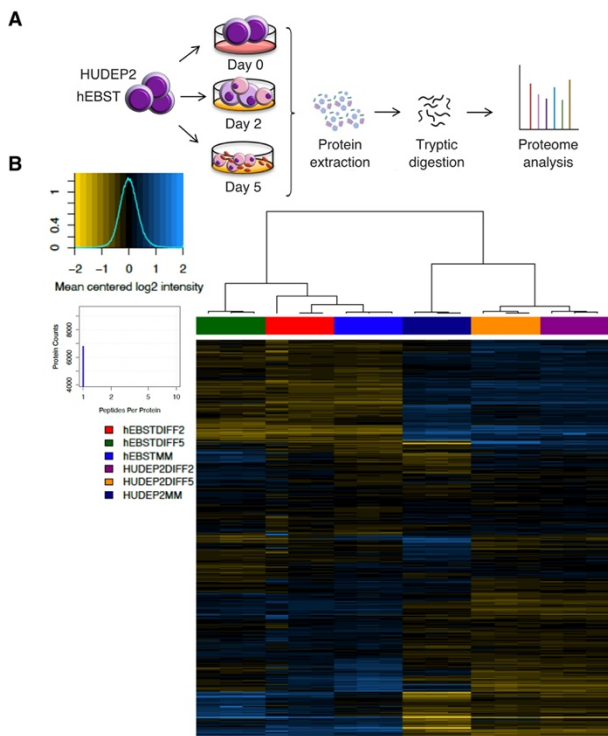 A
HUDEP2
hEBST
Day 0
Day 2
Day 5
Protein
extraction
Tryptic
digestion
Proteome
analysis
B
0 0.4 1
-2 -1 0 1 2
Mean centered log2 intensity
Protein Counts
4000 6000 8000
1 2 5 10
Peptides Per Protein
hEBSTDIFF2
hEBSTDIFF5
hEBSTMM
HUDEP2DIFF2
HUDEP2DIFF5
HUDEP2MM